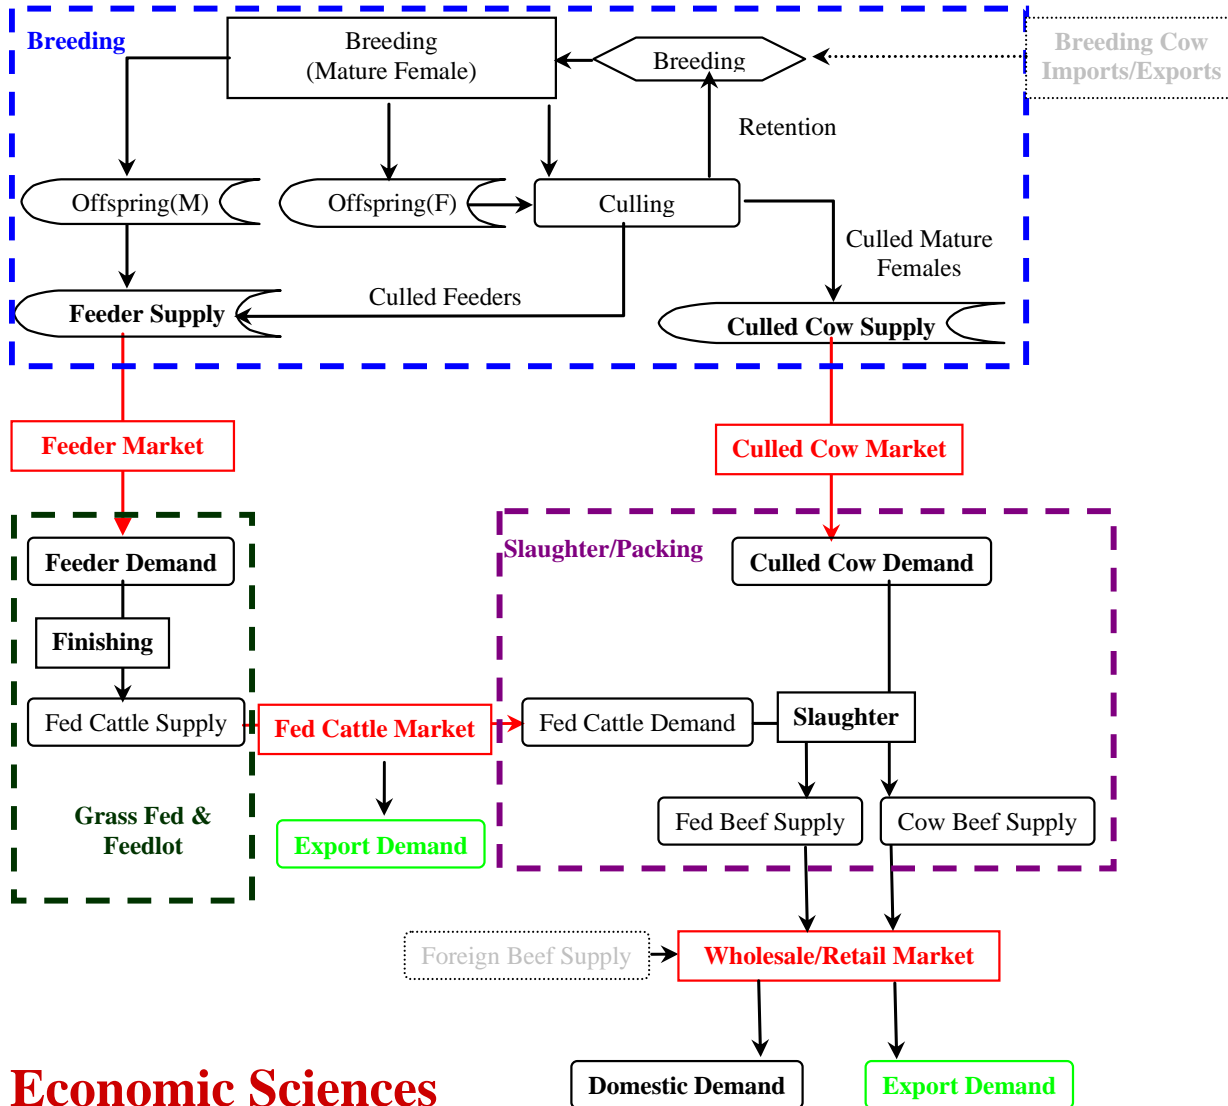 Breeding
Breeding
(Mature Female)
Breeding
Breeding Cow
Imports/Exports
Retention
Offspring(M)
Offspring(F)
Culling
Culled Mature
Females
Culled Feeders
Feeder Supply
Culled Cow Supply
Feeder Market
Culled Cow Market
Slaughter/Packing
Feeder Demand
Culled Cow Demand
Finishing
Fed Cattle Supply
Fed Cattle Market
Fed Cattle Demand
Slaughter
Grass Fed &
Feedlot
Export Demand
Fed Beef Supply
Cow Beef Supply
Foreign Beef Supply
Wholesale/Retail Market
Economic Sciences
Domestic Demand
Export Demand